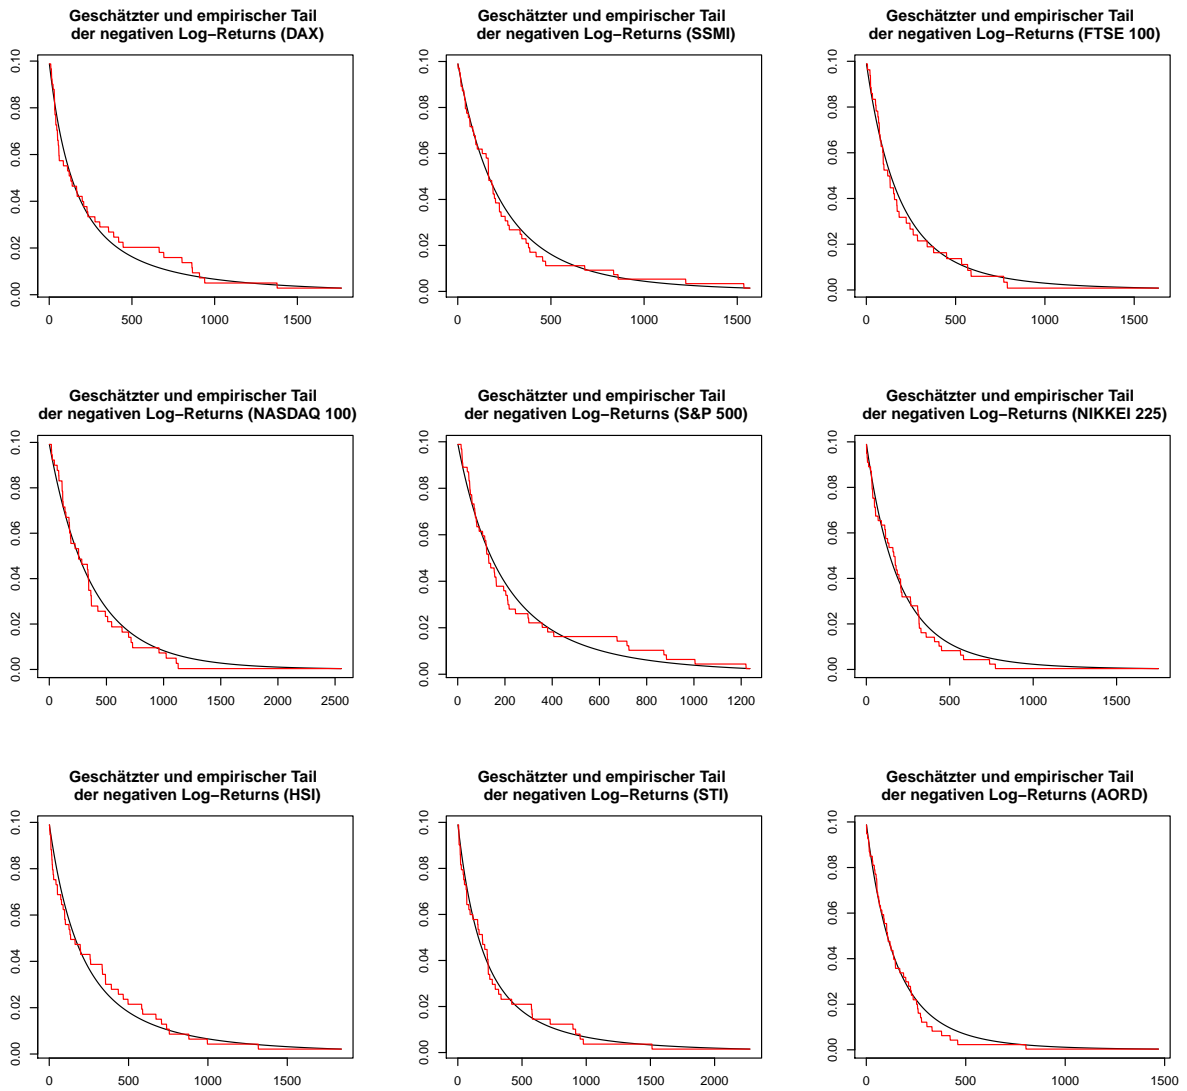 Geschätzter und empirischer Tail
der negativen Log−Returns (DAX)
0.00 0.02 0.04 0.06 0.08 0.10
0 500 1000 1500
Geschätzter und empirischer Tail
der negativen Log−Returns (SSMI)
0.00 0.02 0.04 0.06 0.08 0.10
0 500 1000 1500
Geschätzter und empirischer Tail
der negativen Log−Returns (FTSE 100)
0.00 0.02 0.04 0.06 0.08 0.10
0 500 1000 1500
Geschätzter und empirischer Tail
der negativen Log−Returns (NASDAQ 100)
0.00 0.02 0.04 0.06 0.08 0.10
0 500 1000 1500 2000 2500
Geschätzter und empirischer Tail
der negativen Log−Returns (S&P 500)
0.00 0.02 0.04 0.06 0.08 0.10
0 200 400 600 800 1000 1200
Geschätzter und empirischer Tail
der negativen Log−Returns (NIKKEI 225)
0.00 0.02 0.04 0.06 0.08 0.10
0 500 1000 1500
Geschätzter und empirischer Tail
der negativen Log−Returns (HSI)
0.00 0.02 0.04 0.06 0.08 0.10
0 500 1000 1500
Geschätzter und empirischer Tail
der negativen Log−Returns (STI)
0.00 0.02 0.04 0.06 0.08 0.10
0 500 1000 1500 2000
Geschätzter und empirischer Tail
der negativen Log−Returns (AORD)
0.00 0.02 0.04 0.06 0.08 0.10
0 500 1000 1500